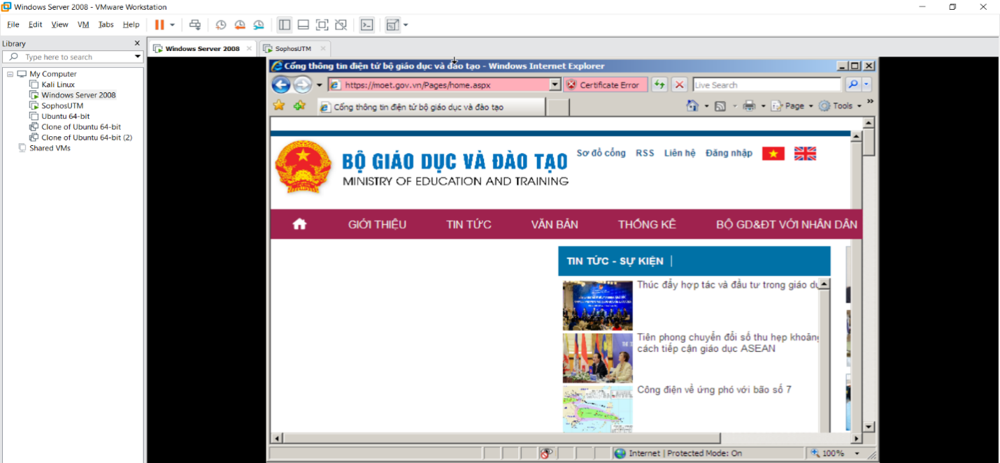 Windows Server 2008 - VMware Workstation
File Edit View VM Tabs Help
Library
Type here to search
My Computer
Kali Linux
Windows Server 2008
SophosUTM
Ubuntu 64-bit
Clone of Ubuntu 64-bit
Clone of Ubuntu 64-bit (2)
Shared VMs
Windows Server 2008 SophosUTM
Cổng thông tin điện tử bộ giáo dục và đào tạo - Windows Internet Explorer
https://moet.gov.vn/Pages/home.aspx Certificate Error Live Search
Cổng thông tin điện tử bộ giáo dục và đào tạo Page Tools
Sơ đồ cổng RSS Liên hệ Đăng nhập
BỘ GIÁO DỤC VÀ ĐÀO TẠO
MINISTRY OF EDUCATION AND TRAINING
GIỚI THIỆU TIN TỨC VĂN BẢN THỐNG KÊ BỘ GD&ĐT VỚI NHÂN DÂN
TIN TỨC - SỰ KIỆN
Thúc đẩy hợp tác và đầu tư trong giáo
Tiên phong chuyển đổi số thu hẹp khoảng
cách tiếp cận giáo dục ASEAN
Công điện về ứng phó với bão số 7
Internet | Protected Mode: On 100%